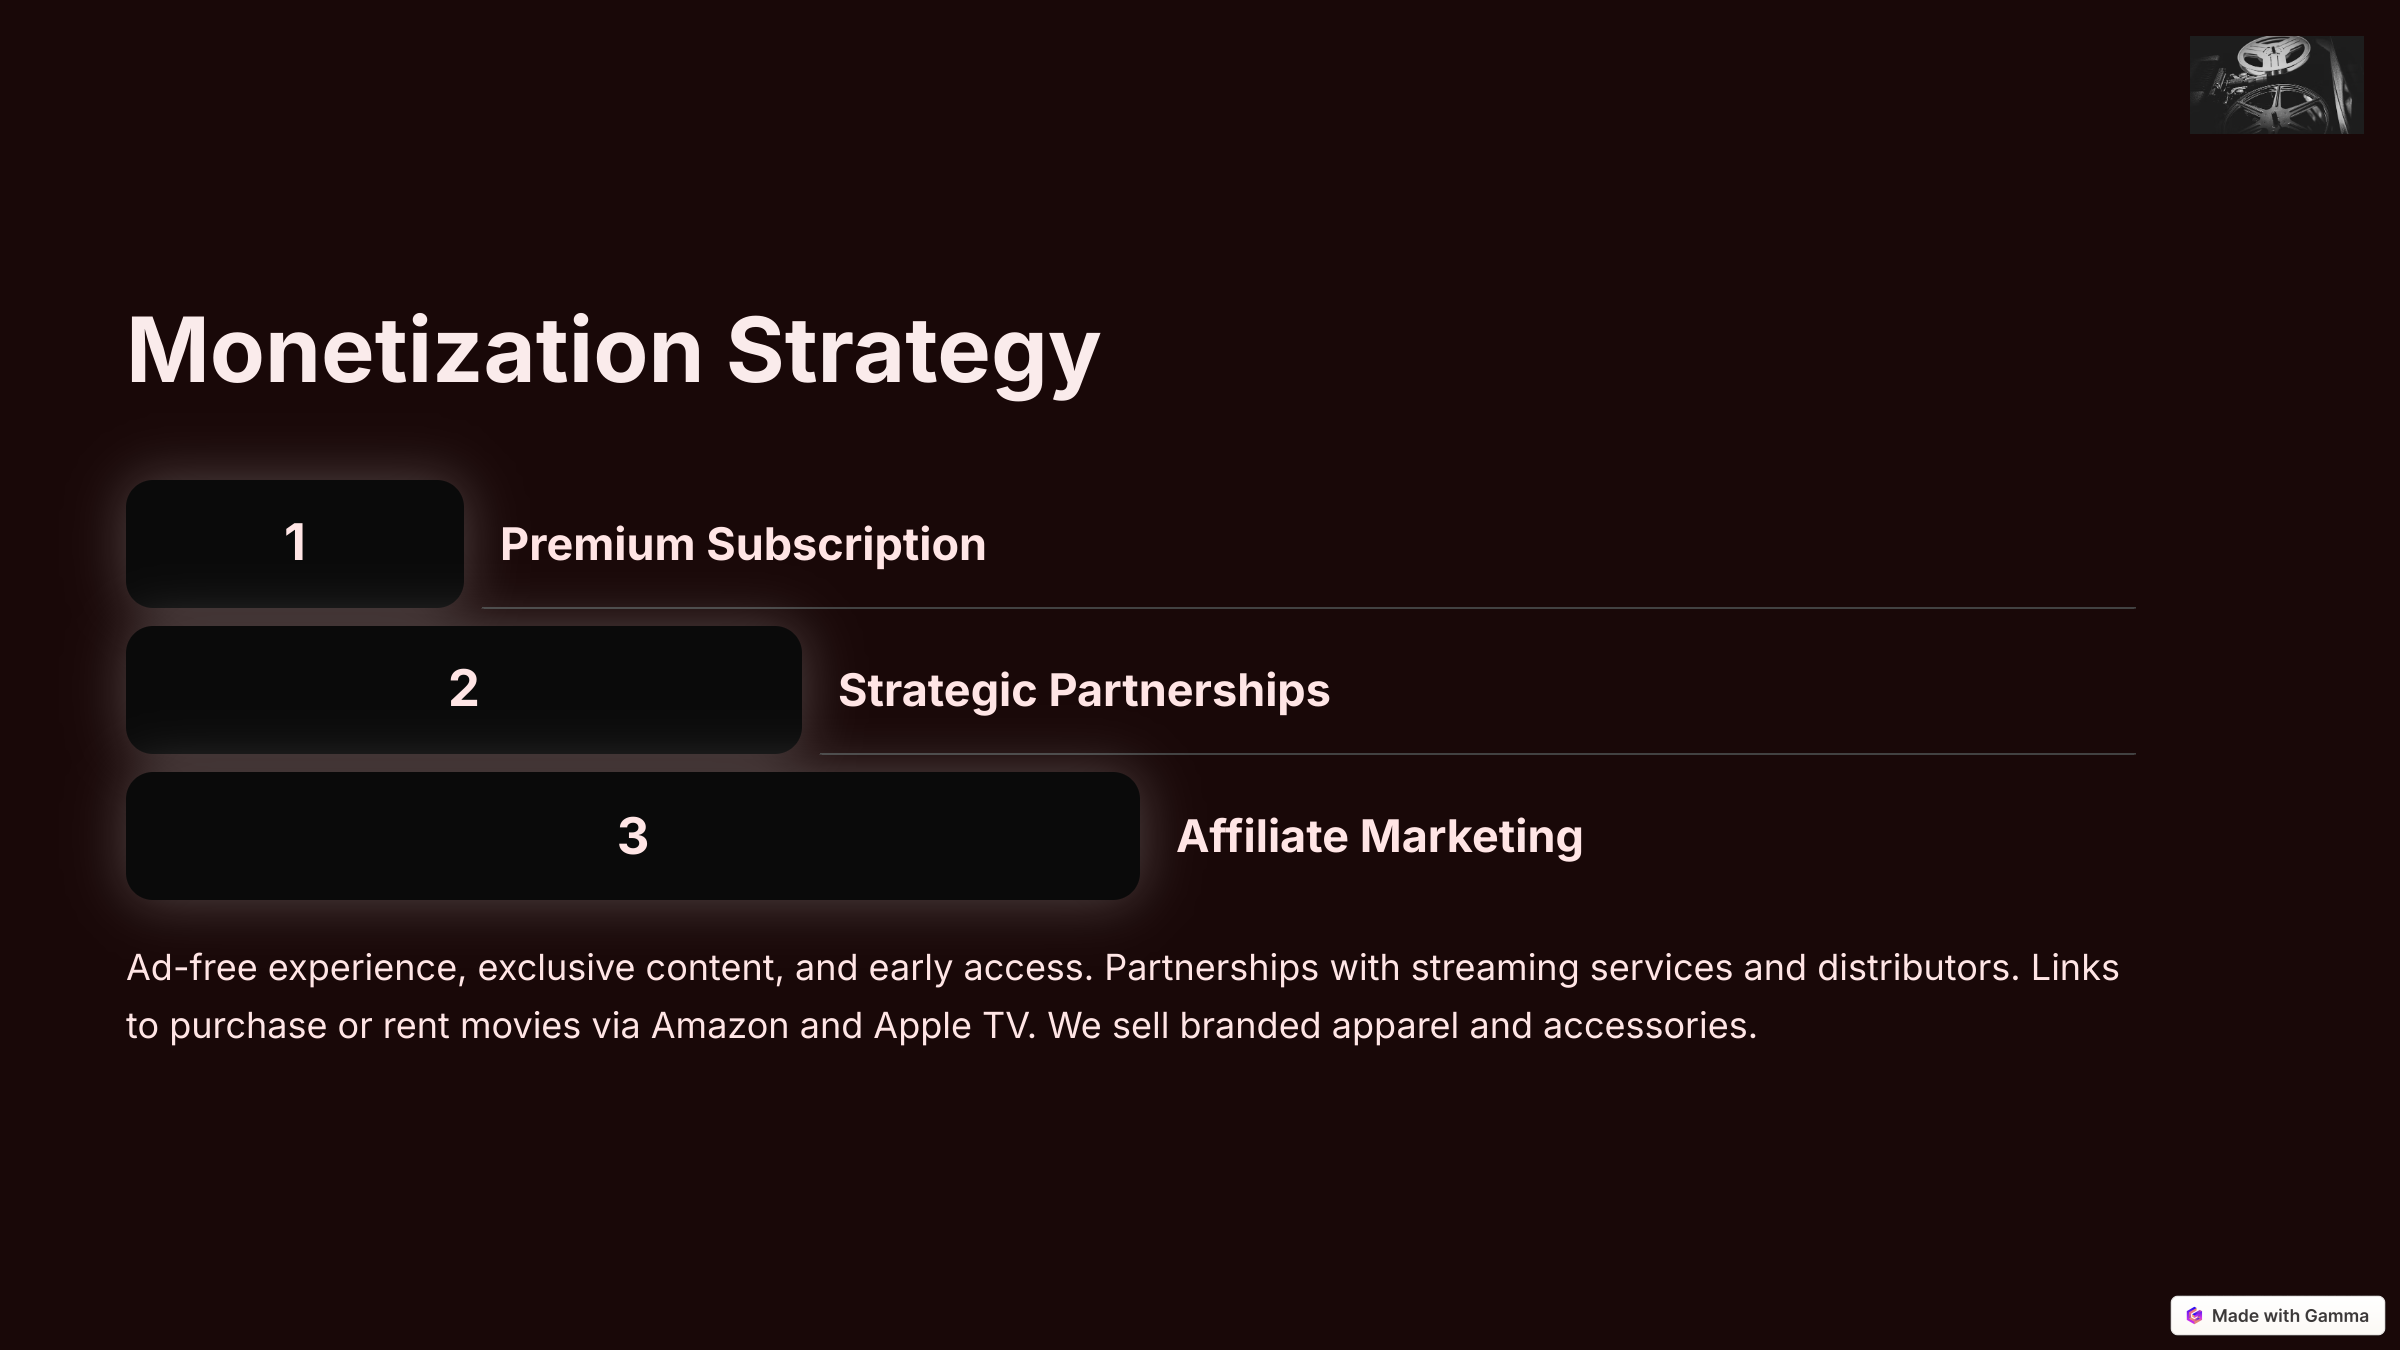 Monetization Strategy
1
Premium Subscription
2
Strategic Partnerships
3
Affiliate Marketing
Ad-free experience, exclusive content, and early access. Partnerships with streaming services and distributors. Links
to purchase or rent movies via Amazon and Apple TV. We sell branded apparel and accessories.
Made with Gamma